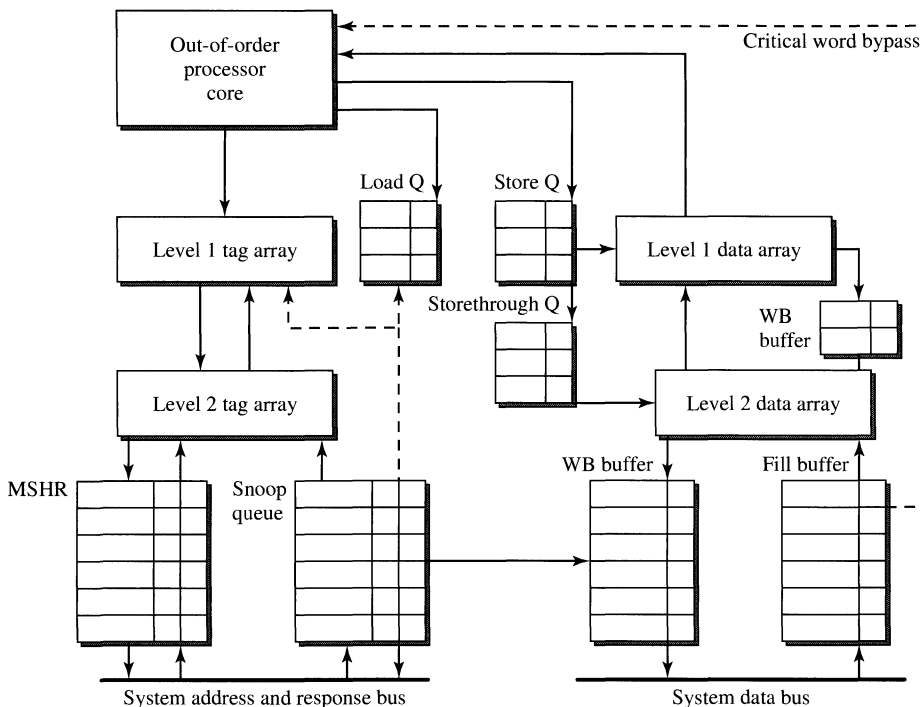 Out-of-order
processor
core
Critical word bypass
Load Q
Store Q
Level 1 tag array
Level 1 data array
Storethrough Q
WB
buffer
Level 2 tag array
Level 2 data array
MSHR
Snoop
queue
WB buffer
Fill buffer
System address and response bus
System data bus